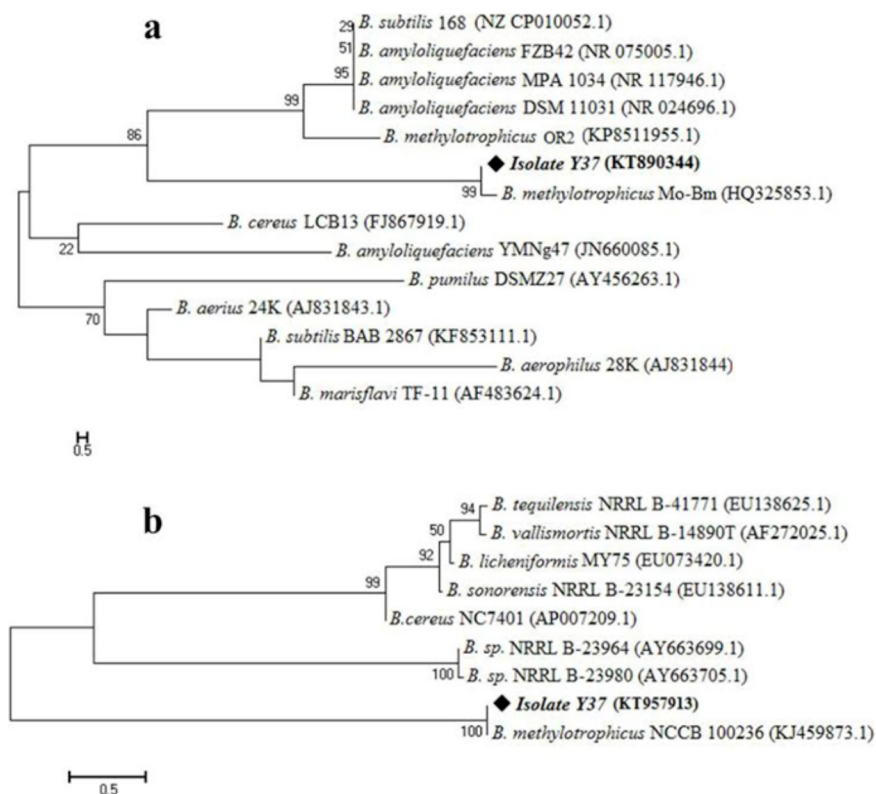 a
29
B. subtilis 168 (NZ CP010052.1)
51
B. amyloliquefaciens FZB42 (NR 075005.1)
95
B. amyloliquefaciens MPA 1034 (NR 117946.1)
99
B. amyloliquefaciens DSM 11031 (NR 024696.1)
86
B. methylotrophicus OR2 (KP8511955.1)
◆ Isolate Y37 (KT890344)
99
B. methylotrophicus Mo-Bm (HQ325853.1)
B. cereus LCB13 (FJ867919.1)
22
B. amyloliquefaciens YMNg47 (JN660085.1)
B. pumilus DSMZ27 (AY456263.1)
70
B. aerius 24K (AJ831843.1)
B. subtilis BAB 2867 (KF853111.1)
B. aerophilus 28K (AJ831844)
B. marisflavi TF-11 (AF483624.1)
0.5
b
94
B. tequilensis NRRL B-41771 (EU138625.1)
50
B. vallismortis NRRL B-14890T (AF272025.1)
92
B. licheniformis MY75 (EU073420.1)
99
B. sonorensis NRRL B-23154 (EU138611.1)
B.cereus NC7401 (AP007209.1)
B. sp. NRRL B-23964 (AY663699.1)
100
B. sp. NRRL B-23980 (AY663705.1)
◆ Isolate Y37 (KT957913)
100
B. methylotrophicus NCCB 100236 (KJ459873.1)
0.5